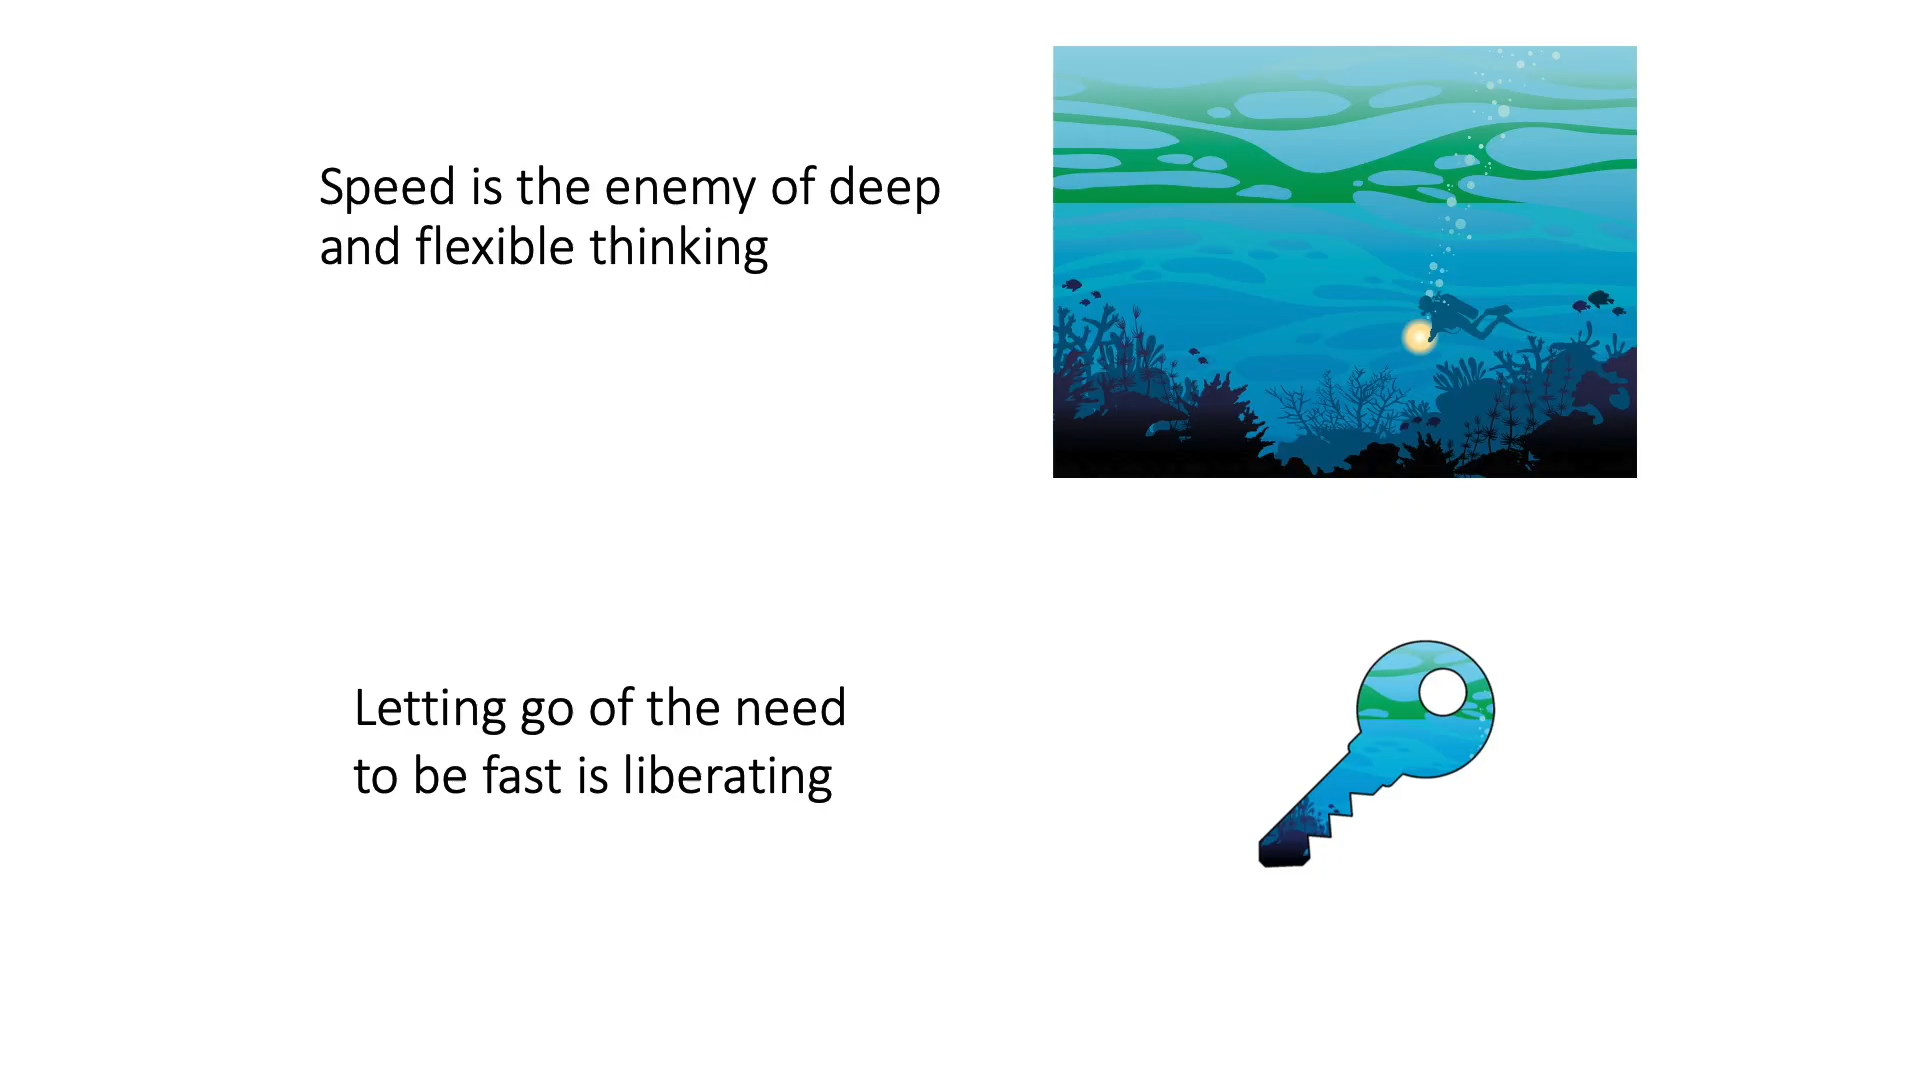 Speed is the enemy of deep
and flexible thinking
Letting go of the need
to be fast is liberating